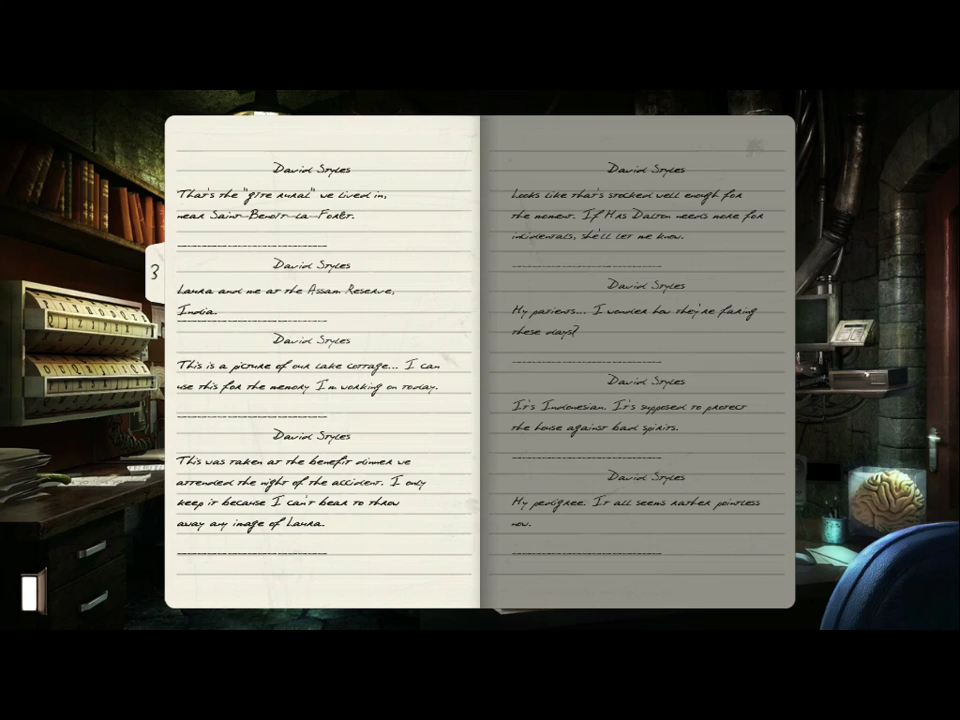 3
David Styles
That's the "gîte rural" we lived in,
near Saint-Benoît-La-Forêt.
David Styles
Laura and me at the Assam Reserve,
India.
David Styles
This is a picture of our lake cottage... I can
use this for the memory I'm working on today.
David Styles
This was taken at the benefit dinner we
attended the night of the accident. I only
keep it because I can't bear to throw
away any image of Laura.
David Styles
Looks like that's stocked well enough for
the moment. If Mrs Dalton needs more for
incidentals, she'll let me know.
David Styles
My patients... I wonder how they're faring
these days?
David Styles
It's Indonesian. It's supposed to protect
the house against bad spirits.
David Styles
My pedigree. It all seems rather pointless
now.